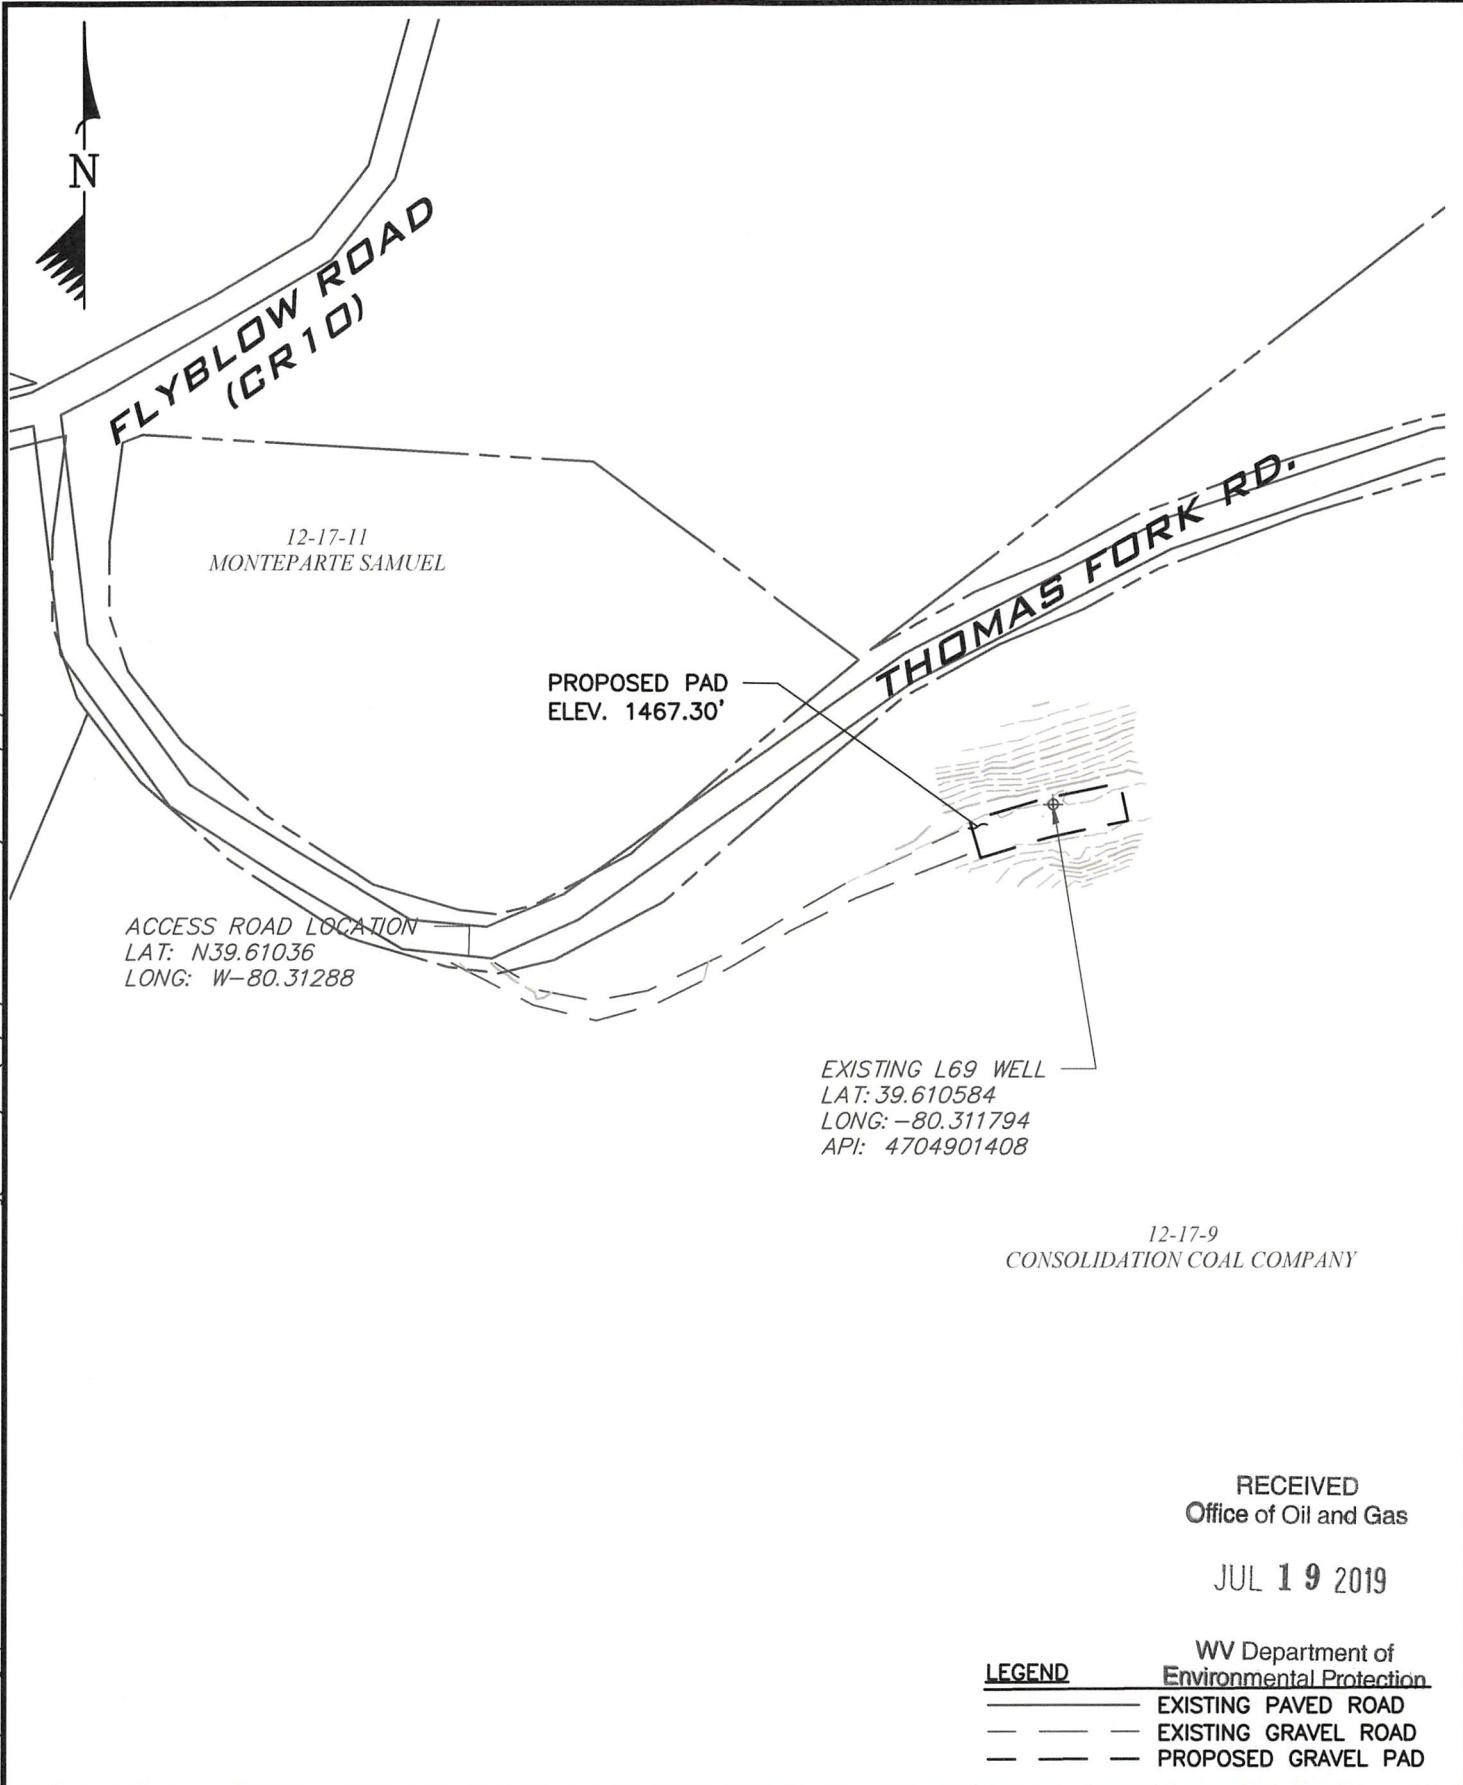 N
FLYBLOW ROAD
(CR10)
12-17-11
MONTEPARTE SAMUEL
THOMAS FORK RD.
PROPOSED PAD
ELEV. 1467.30'
ACCESS ROAD LOCATION
LAT: N39.61036
LONG: W-80.31288
EXISTING L69 WELL
LAT: 39.610584
LONG: -80.311794
API: 4704901408
12-17-9
CONSOLIDATION COAL COMPANY
RECEIVED
Office of Oil and Gas
JUL 19 2019
WV Department of
Environmental Protection
LEGEND
EXISTING PAVED ROAD
EXISTING GRAVEL ROAD
PROPOSED GRAVEL PAD